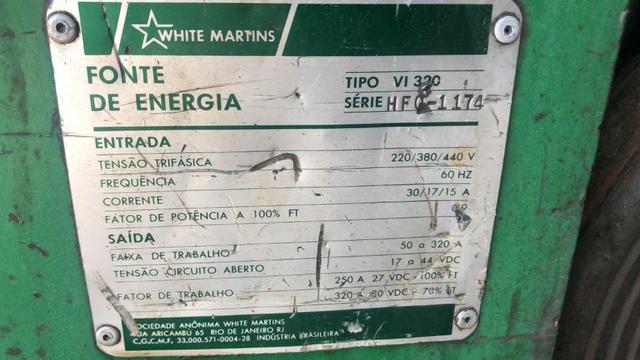 WHITE MARTINS
FONTE
DE ENERGIA
TIPO VI 320
SÉRIE HFC-1174
ENTRADA
TENSÃO TRIFÁSICA 220/380/440 V
FREQUÊNCIA 60 HZ
CORRENTE 30/17/15 A
FATOR DE POTÊNCIA A 100% FT
SAÍDA
FAIXA DE TRABALHO 50 a 320 A
TENSÃO CIRCUITO ABERTO 17 a 44 VDC
250 A 27 VDC-100% FT
FATOR DE TRABALHO 320 A 30 VDC-70% FT
SOCIEDADE ANÔNIMA WHITE MARTINS
RUA ARICAMBÚ 65 RIO DE JANEIRO RJ
C.G.C.M.F. 33,000.571-0004-28 INDÚSTRIA BRASILEIRA